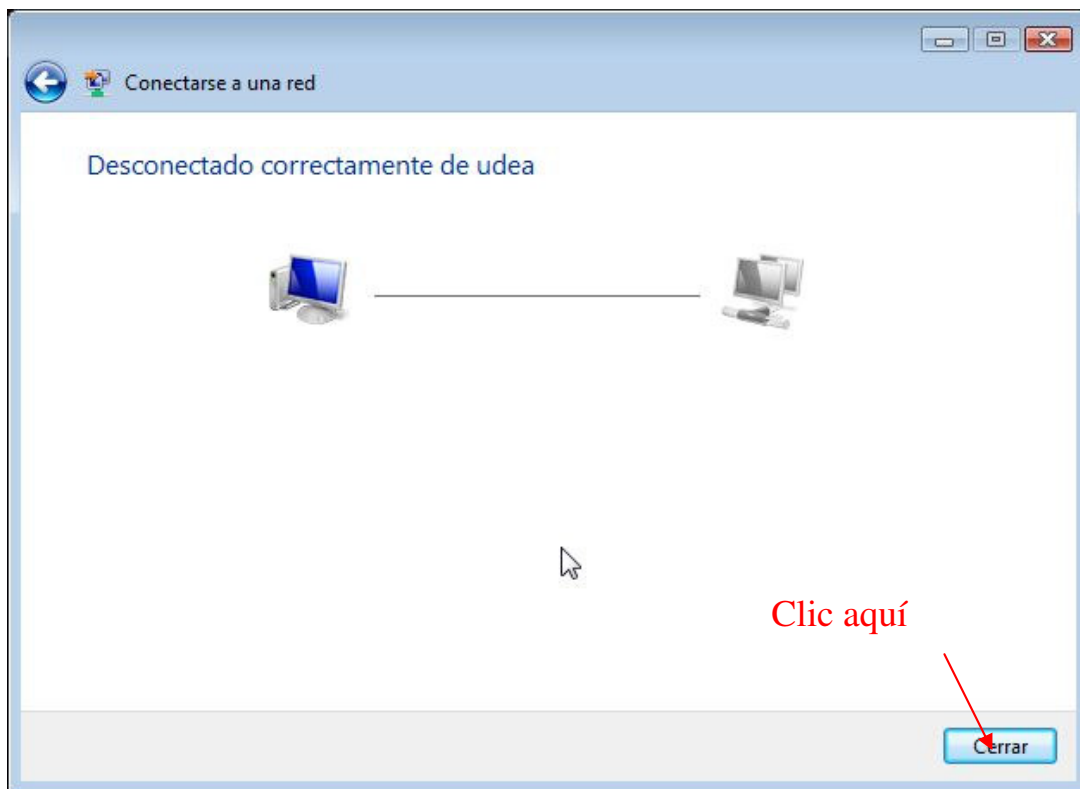 Conectarse a una red
Desconectado correctamente de udea
Clic aquí
Cerrar